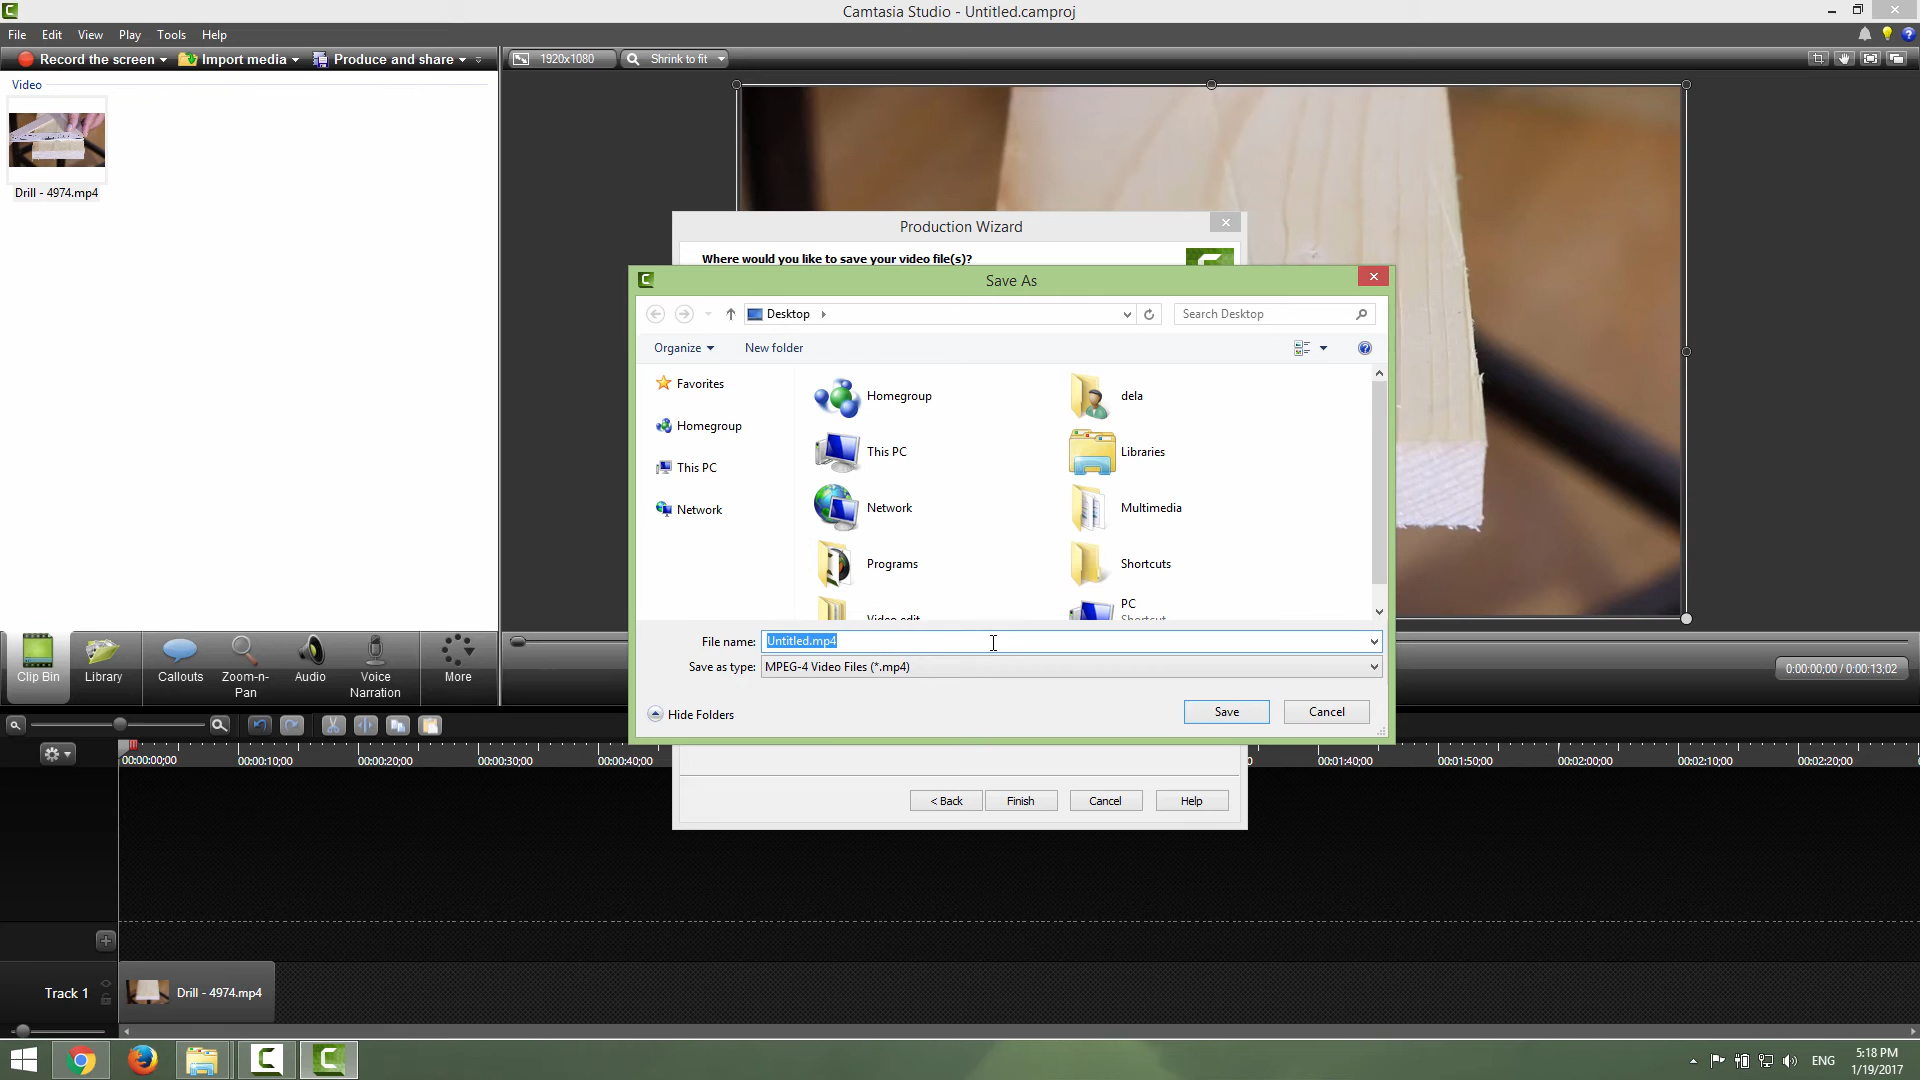 Camtasia Studio - Untitled.camproj
File Edit View Play Tools Help
Record the screen Import media Produce and share
1920x1080 Shrink to fit
Video
Drill - 4974.mp4
Production Wizard
Where would you like to save your video file(s)?
Save As
Desktop
Search Desktop
Organize New folder
Favorites
Homegroup
This PC
Network
Homegroup dela
This PC Libraries
Network Multimedia
Programs Shortcuts
Video edit PC
Shortcut
File name: Untitled.mp4
Save as type: MPEG-4 Video Files (*.mp4)
Hide Folders Save Cancel
Clip Bin Library Callouts Zoom-n-Pan Audio Voice Narration More
0:00:00;00 / 0:00:13;02
00:00:00;00 00:00:10;00 00:00:20;00 00:00:30;00 00:00:40;00 00:01:40;00 00:01:50;00 00:02:00;00 00:02:10;00 00:02:20;00
< Back Finish Cancel Help
Track 1 Drill - 4974.mp4
ENG
5:18 PM
1/19/2017